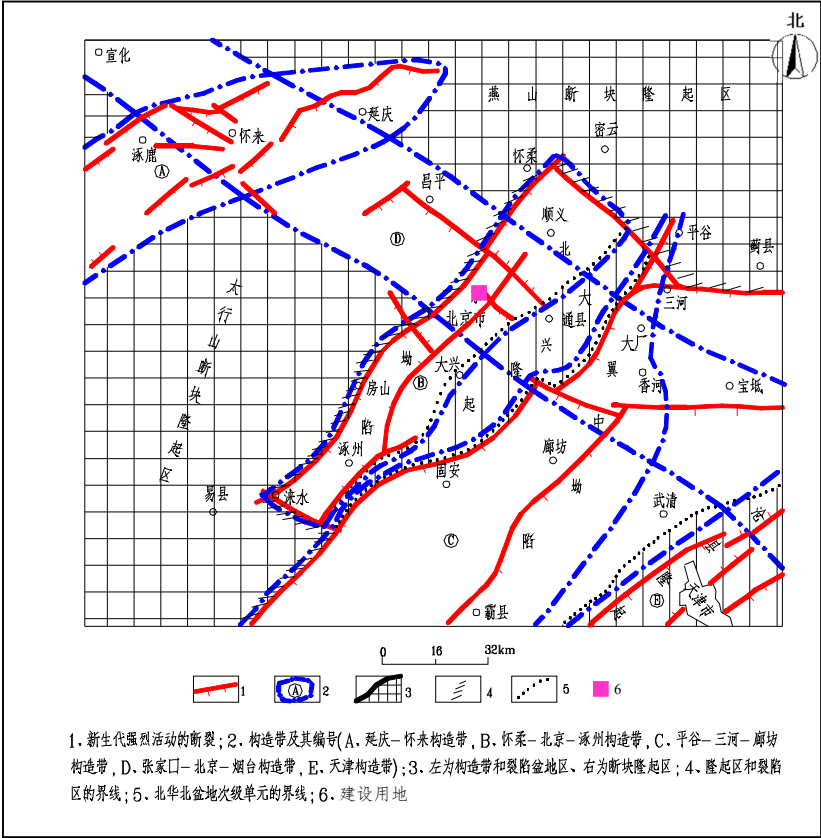 北
宣化
燕山断块隆起区
延庆
密云
怀来
怀柔
涿鹿
Ⓐ
昌平
顺义
平谷
Ⓓ
北
蓟县
太行山断块隆起区
大
三河
北京市
通县
兴
大厂
坳
大兴
隆
翼
房山
Ⓑ
香河
宝坻
起
陷
中
涿州
固安
廊坊
易县
涞水
坳
武清
陷
Ⓒ
沧
县
隆
起
天津市
霸县
0 16 32km
1 2 3 4 5 6
Ⓐ
1、新生代强烈活动的断裂;2、构造带及其编号(A、延庆-怀来构造带,B、怀柔-北京-涿州构造带,C、平谷-三河-廊坊
构造带,D、张家口-北京-烟台构造带,E、天津构造带);3、左为构造带和裂陷盆地区、右为断块隆起区;4、隆起区和裂陷
区的界线;5、北华北盆地次级单元的界线;6、建设用地